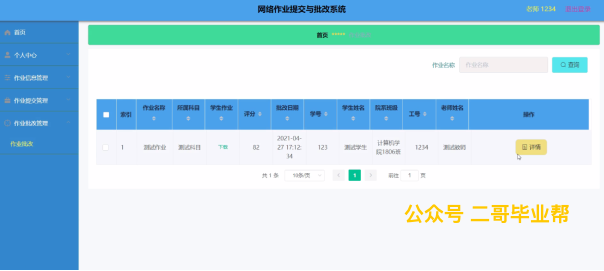 网络作业提交与批改系统
老师 1234
退出登录
首页
个人中心
作业信息管理
作业提交管理
作业批改管理
作业批改
首页
作业名称
作业名称
查询
索引
作业名称
所属科目
学生作业
评分
批改日期
学号
学生姓名
院系班级
工号
老师姓名
操作
1
测试作业
测试科目
下载
82
2021-04-
27 17:12:
34
123
测试学生
计算机学
院1806班
1234
测试教师
详情
共 1 条
10条/页
1
前往
1
页
公众号 二哥毕业帮